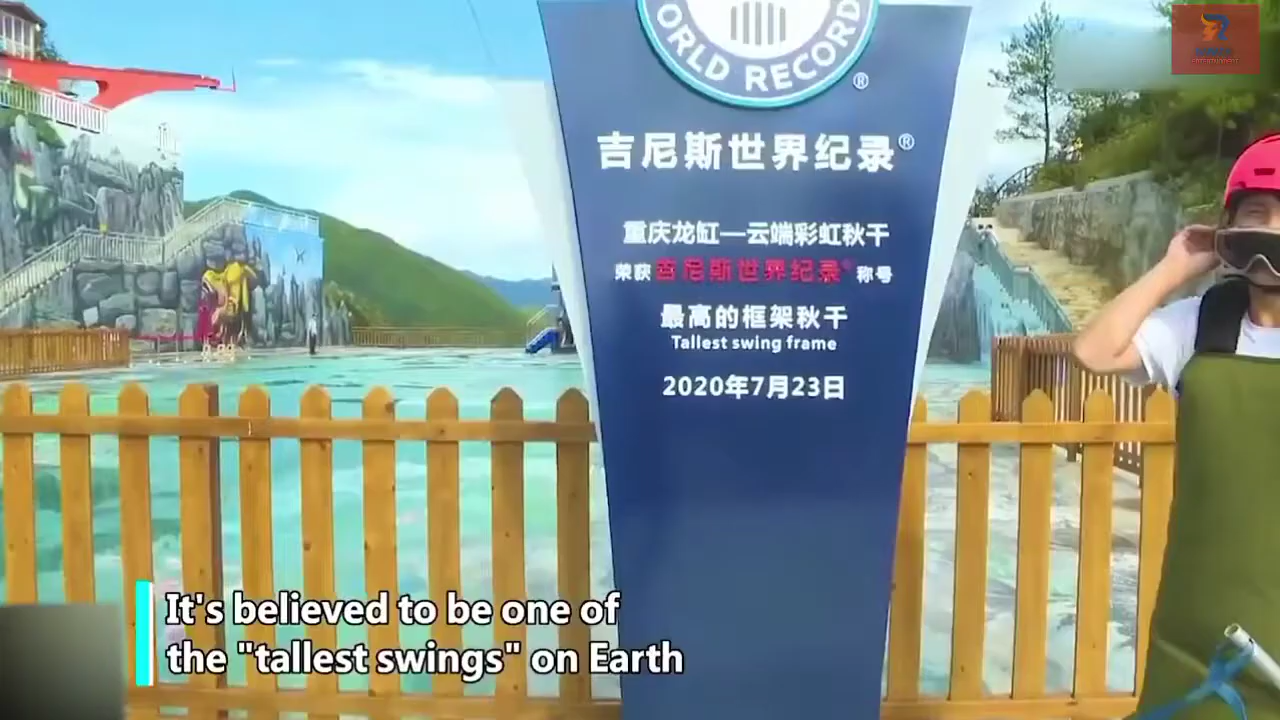 ORLD RECORD
®
吉尼斯世界纪录®
重庆龙缸—云端彩虹秋千
荣获吉尼斯世界纪录®称号
最高的框架秋千
Tallest swing frame
2020年7月23日
It's believed to be one of
the "tallest swings" on Earth